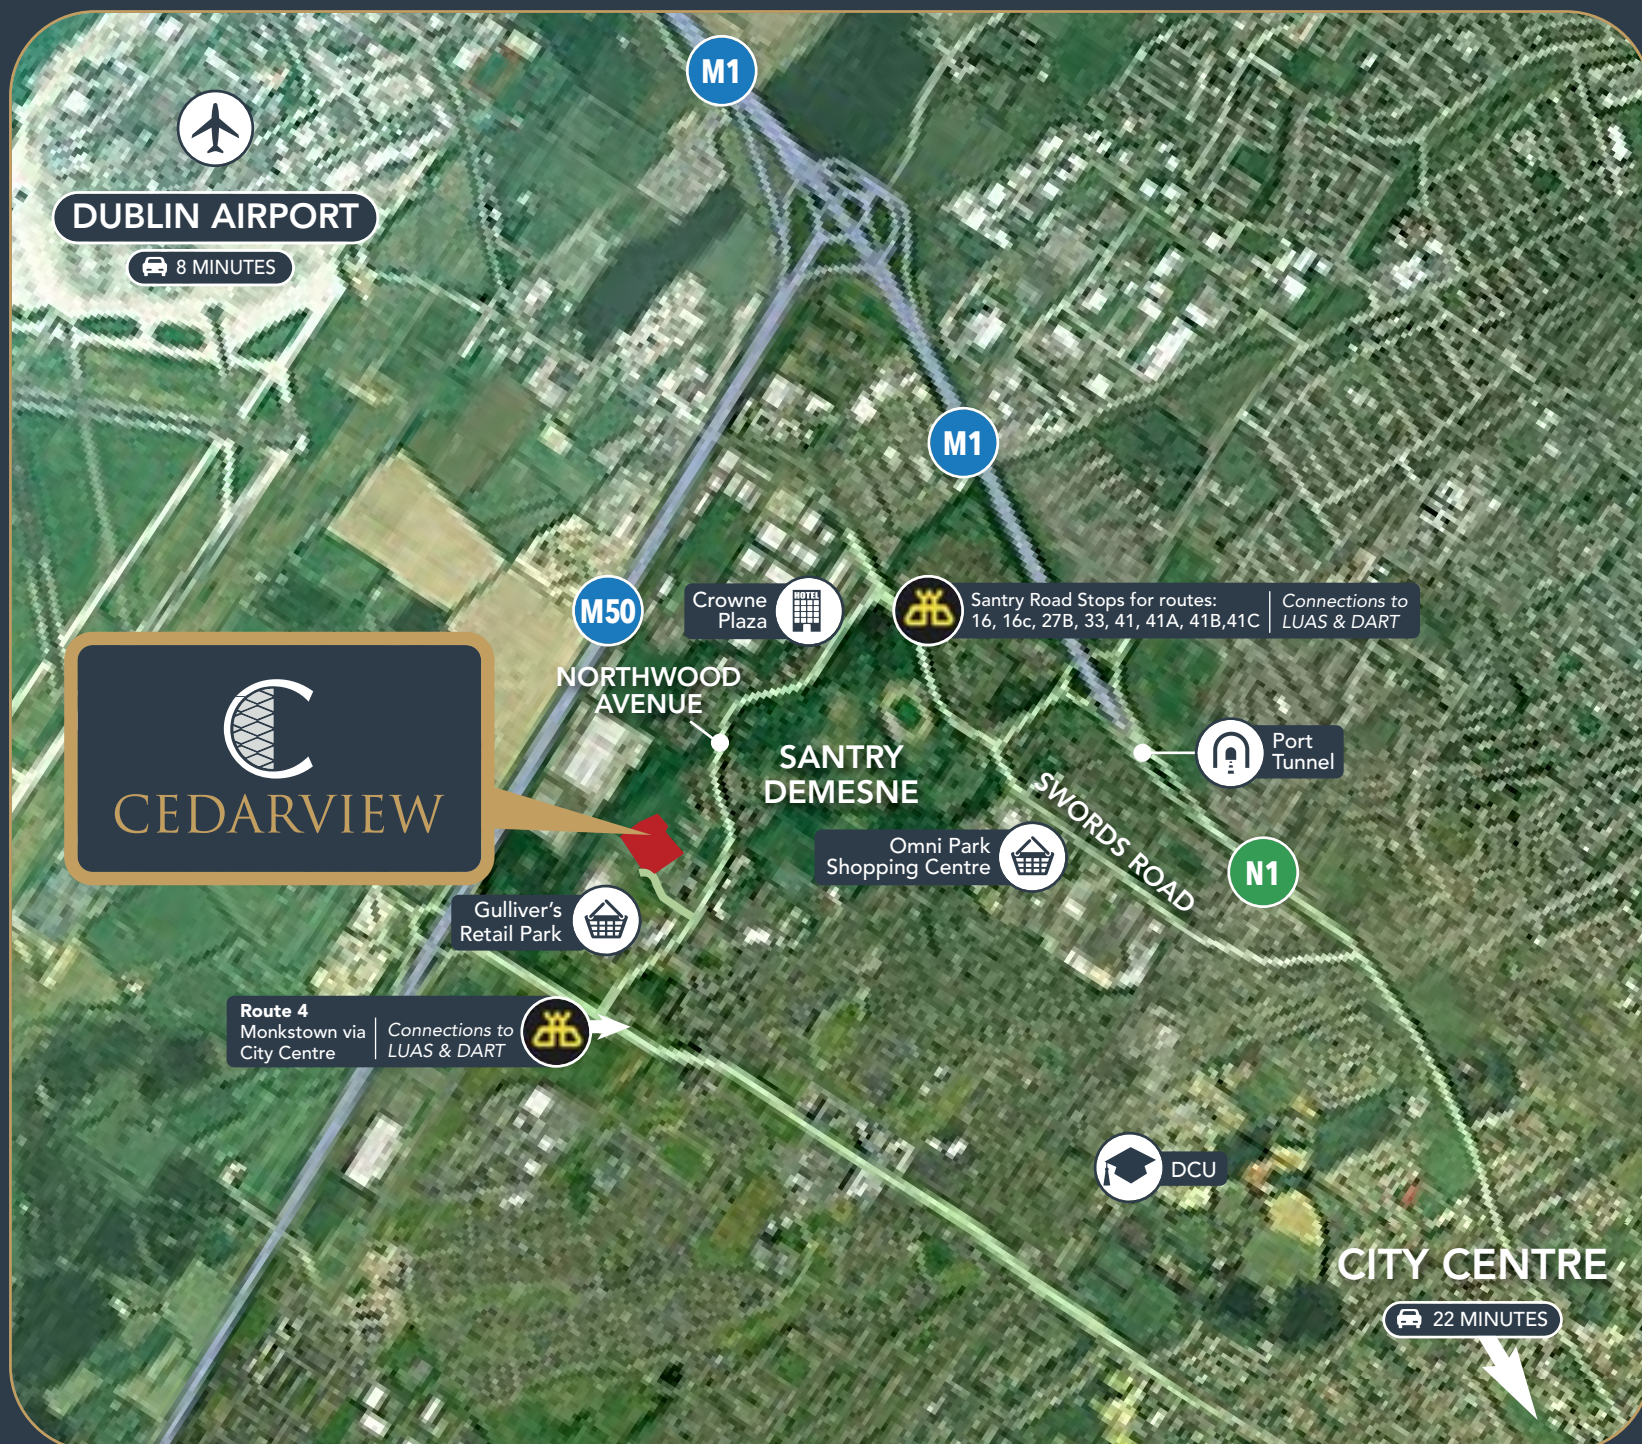 M1
DUBLIN AIRPORT
8 MINUTES
M1
M50
Crowne
Plaza
HOTEL
Santry Road Stops for routes:
16, 16c, 27B, 33, 41, 41A, 41B,41C
Connections to
LUAS & DART
NORTHWOOD
AVENUE
SANTRY
DEMESNE
Port
Tunnel
SWORDS ROAD
C
CEDARVIEW
Omni Park
Shopping Centre
N1
Gulliver's
Retail Park
Route 4
Monkstown via
City Centre
Connections to
LUAS & DART
DCU
CITY CENTRE
22 MINUTES